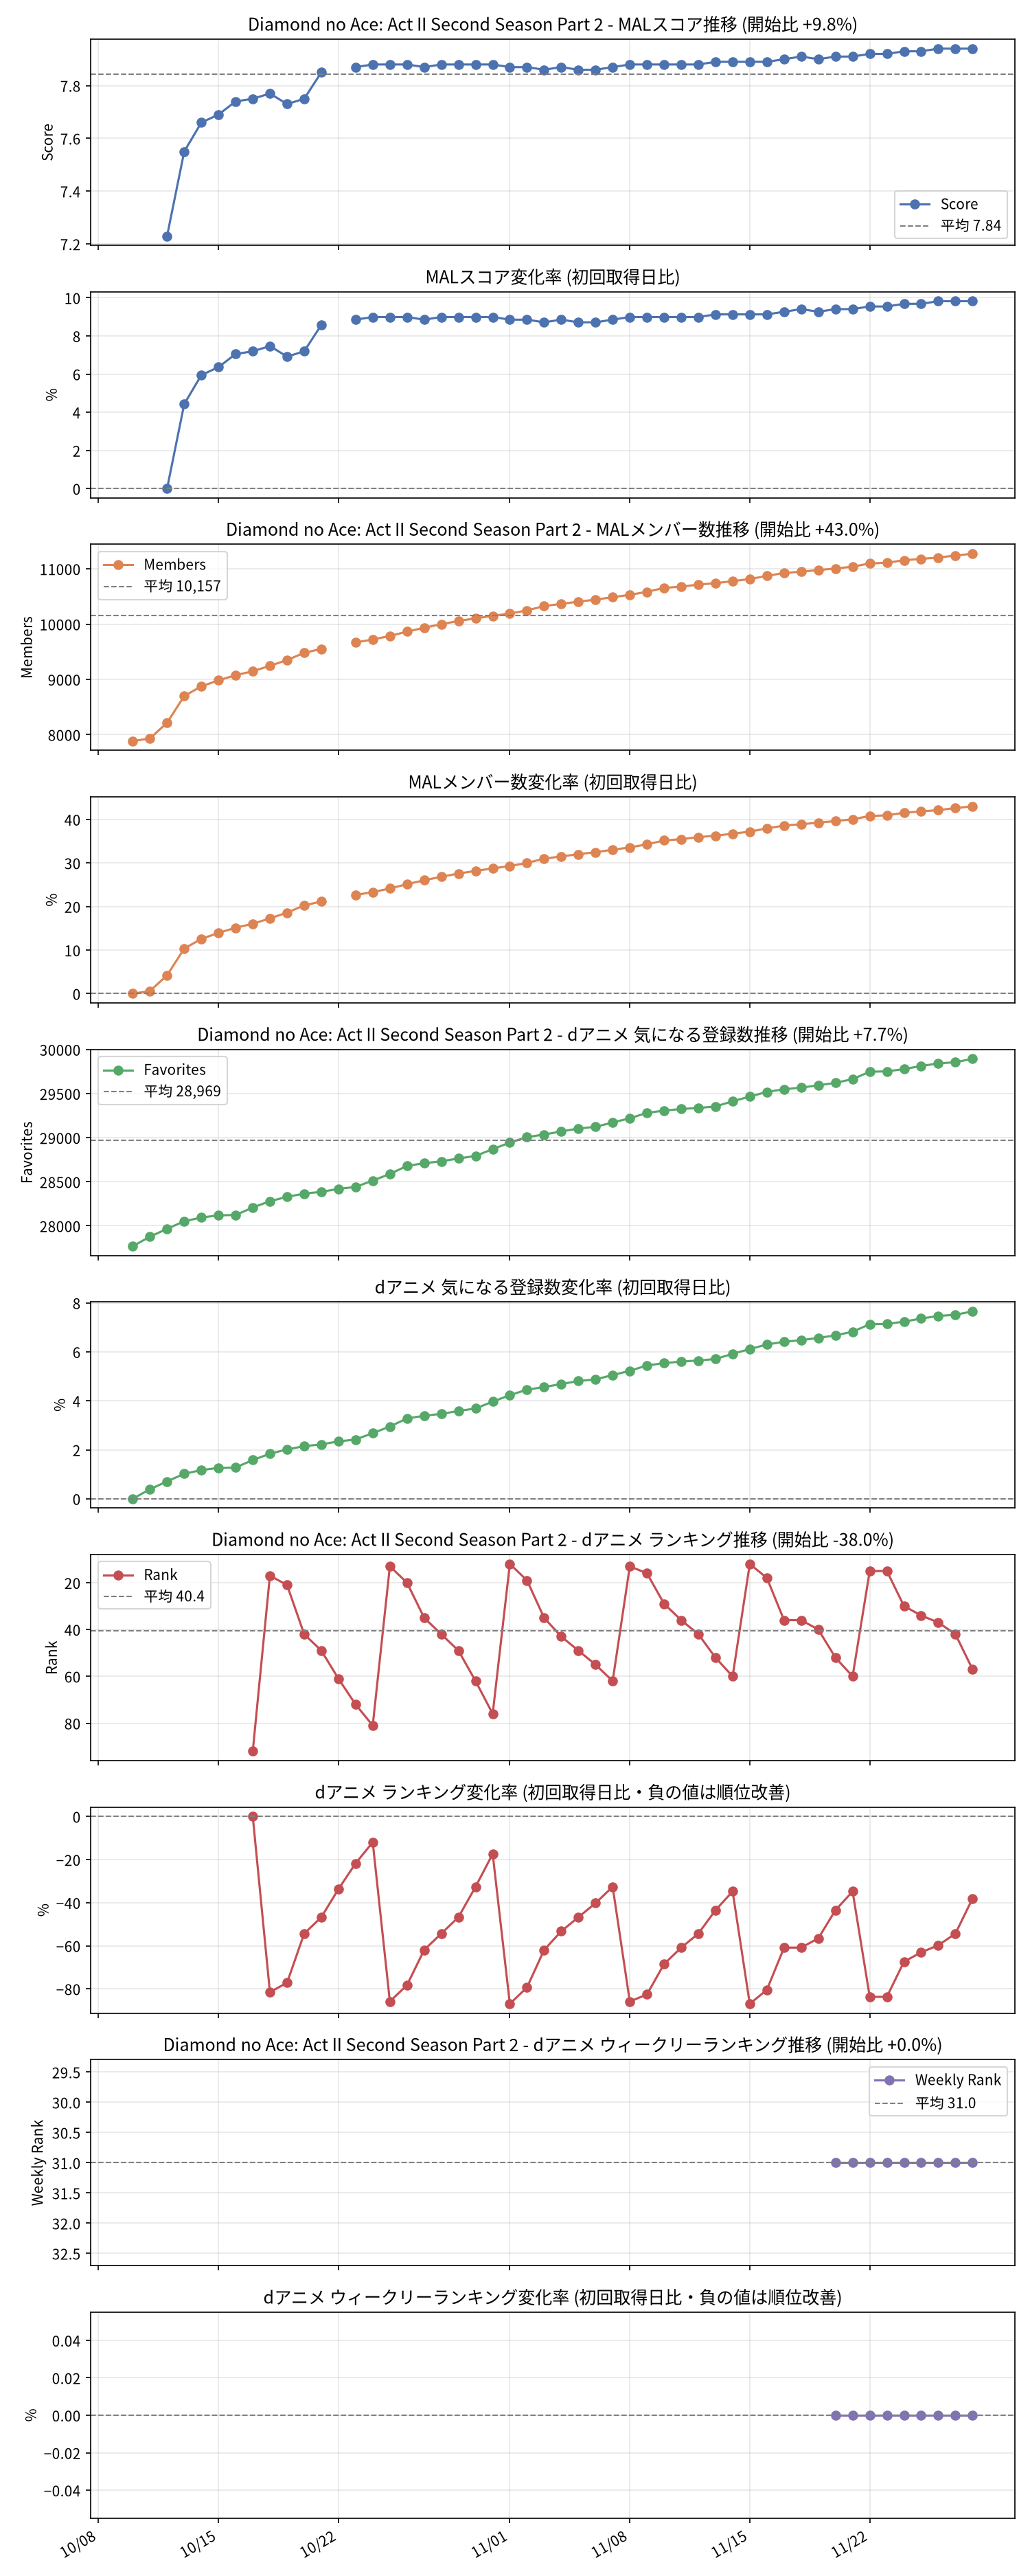 Diamond no Ace: Act II Second Season Part 2 - MALスコア推移 (開始比 +9.8%)
7.8
7.6
7.4
7.2
Score
Score
平均 7.84
MALスコア変化率 (初回取得日比)
10
8
6
4
2
0
%
Diamond no Ace: Act II Second Season Part 2 - MALメンバー数推移 (開始比 +43.0%)
11000
10000
9000
8000
Members
Members
平均 10,157
MALメンバー数変化率 (初回取得日比)
40
30
20
10
0
%
Diamond no Ace: Act II Second Season Part 2 - dアニメ 気になる登録数推移 (開始比 +7.7%)
30000
29500
29000
28500
28000
Favorites
Favorites
平均 28,969
dアニメ 気になる登録数変化率 (初回取得日比)
8
6
4
2
0
%
Diamond no Ace: Act II Second Season Part 2 - dアニメ ランキング推移 (開始比 -38.0%)
20
40
60
80
Rank
Rank
平均 40.4
dアニメ ランキング変化率 (初回取得日比・負の値は順位改善)
0
−20
−40
−60
−80
%
Diamond no Ace: Act II Second Season Part 2 - dアニメ ウィークリーランキング推移 (開始比 +0.0%)
29.5
30.0
30.5
31.0
31.5
32.0
32.5
Weekly Rank
Weekly Rank
平均 31.0
dアニメ ウィークリーランキング変化率 (初回取得日比・負の値は順位改善)
0.04
0.02
0.00
−0.02
−0.04
%
10/08
10/15
10/22
11/01
11/08
11/15
11/22